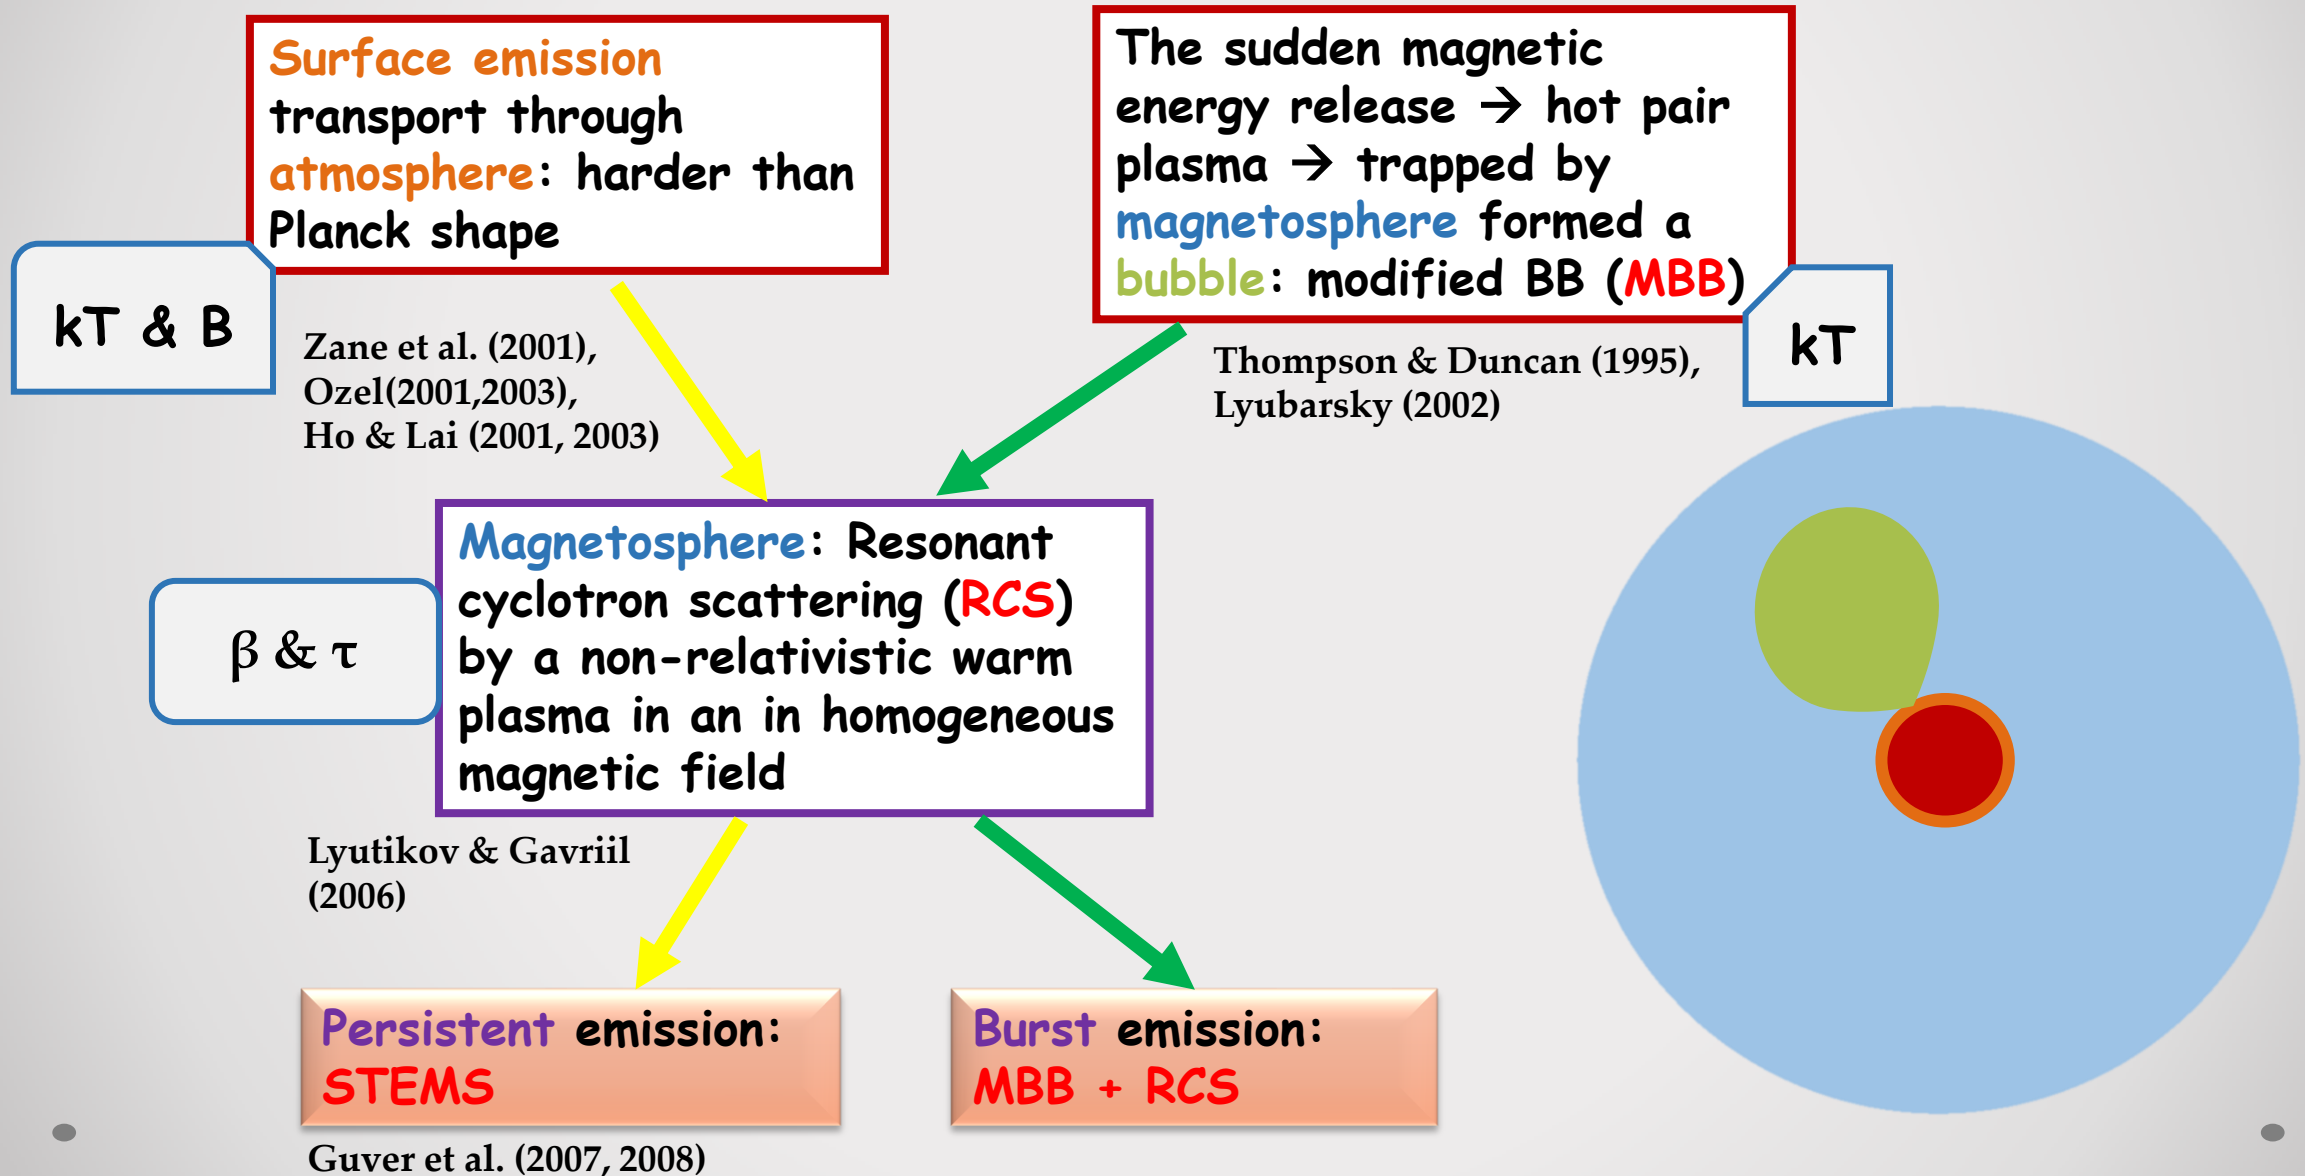 Surface emission
transport through
atmosphere: harder than
Planck shape
kT & B
Zane et al. (2001),
Ozel(2001,2003),
Ho & Lai (2001, 2003)
The sudden magnetic
energy release → hot pair
plasma → trapped by
magnetosphere formed a
bubble: modified BB (MBB)
kT
Thompson & Duncan (1995),
Lyubarsky (2002)
Magnetosphere: Resonant
cyclotron scattering (RCS)
by a non-relativistic warm
plasma in an in homogeneous
magnetic field
β & τ
Lyutikov & Gavriil
(2006)
Persistent emission:
STEMS
Guver et al. (2007, 2008)
Burst emission:
MBB + RCS